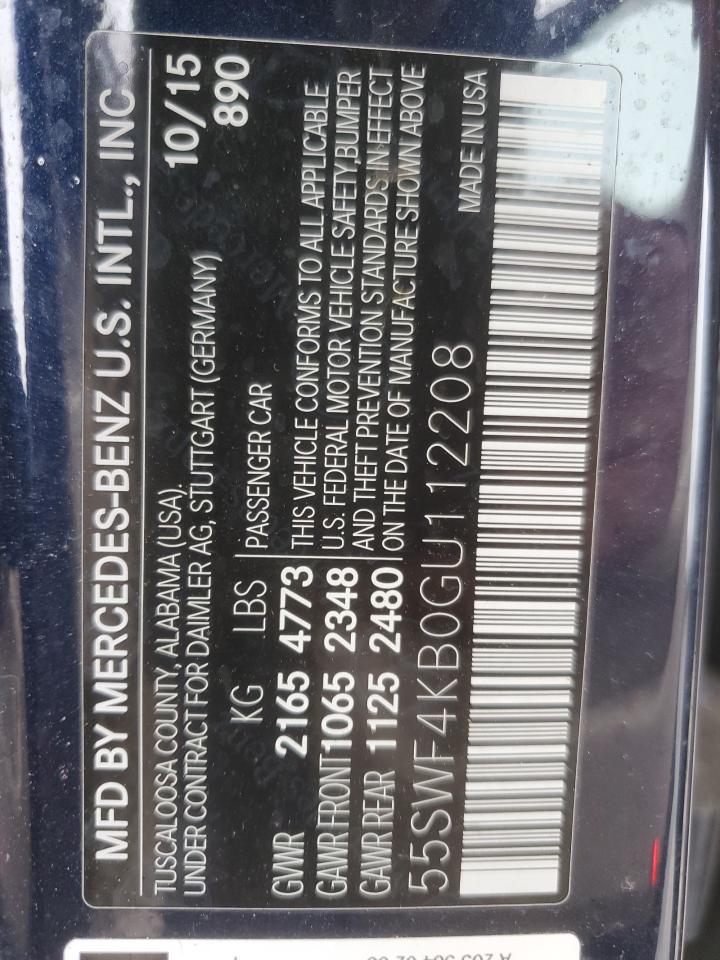 MFD BY MERCEDES-BENZ U.S. INTL., INC.
TUSCALOOSA COUNTY, ALABAMA (USA). 10/15
UNDER CONTRACT FOR DAIMLER AG, STUTTGART (GERMANY) 890
KG LBS PASSENGER CAR
GVWR 2165 4773 THIS VEHICLE CONFORMS TO ALL APPLICABLE
GAWR FRONT 1065 2348 U.S. FEDERAL MOTOR VEHICLE SAFETY, BUMPER
GAWR REAR 1125 2480 AND THEFT PREVENTION STANDARDS IN EFFECT
ON THE DATE OF MANUFACTURE SHOWN ABOVE
55SWF4KB0GU112208 MADE IN USA